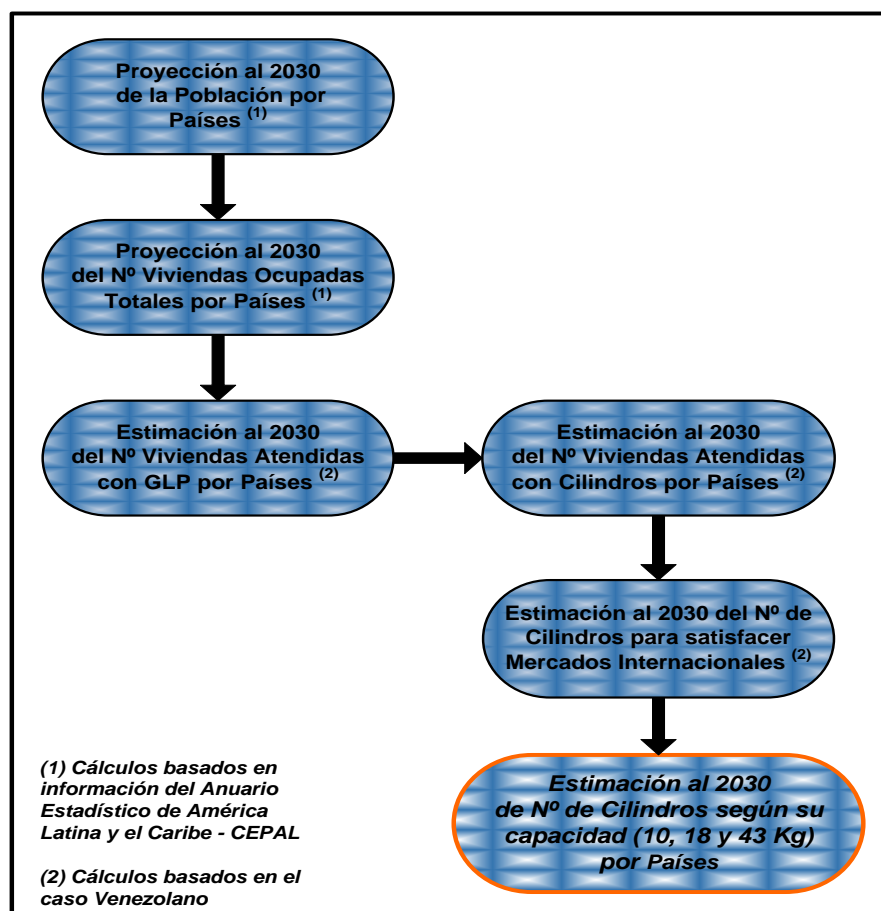 Proyección al 2030
de la Población por
Países (1)
Proyección al 2030
del Nº Viviendas Ocupadas
Totales por Países (1)
Estimación al 2030
del Nº Viviendas Atendidas
con GLP por Países (2)
Estimación al 2030
del Nº Viviendas Atendidas
con Cilindros por Países (2)
Estimación al 2030 del Nº de
Cilindros para satisfacer
Mercados Internacionales (2)
Estimación al 2030
de Nº de Cilindros según su
capacidad (10, 18 y 43 Kg)
por Países
(1) Cálculos basados en
información del Anuario
Estadístico de América
Latina y el Caribe - CEPAL
(2) Cálculos basados en el
caso Venezolano